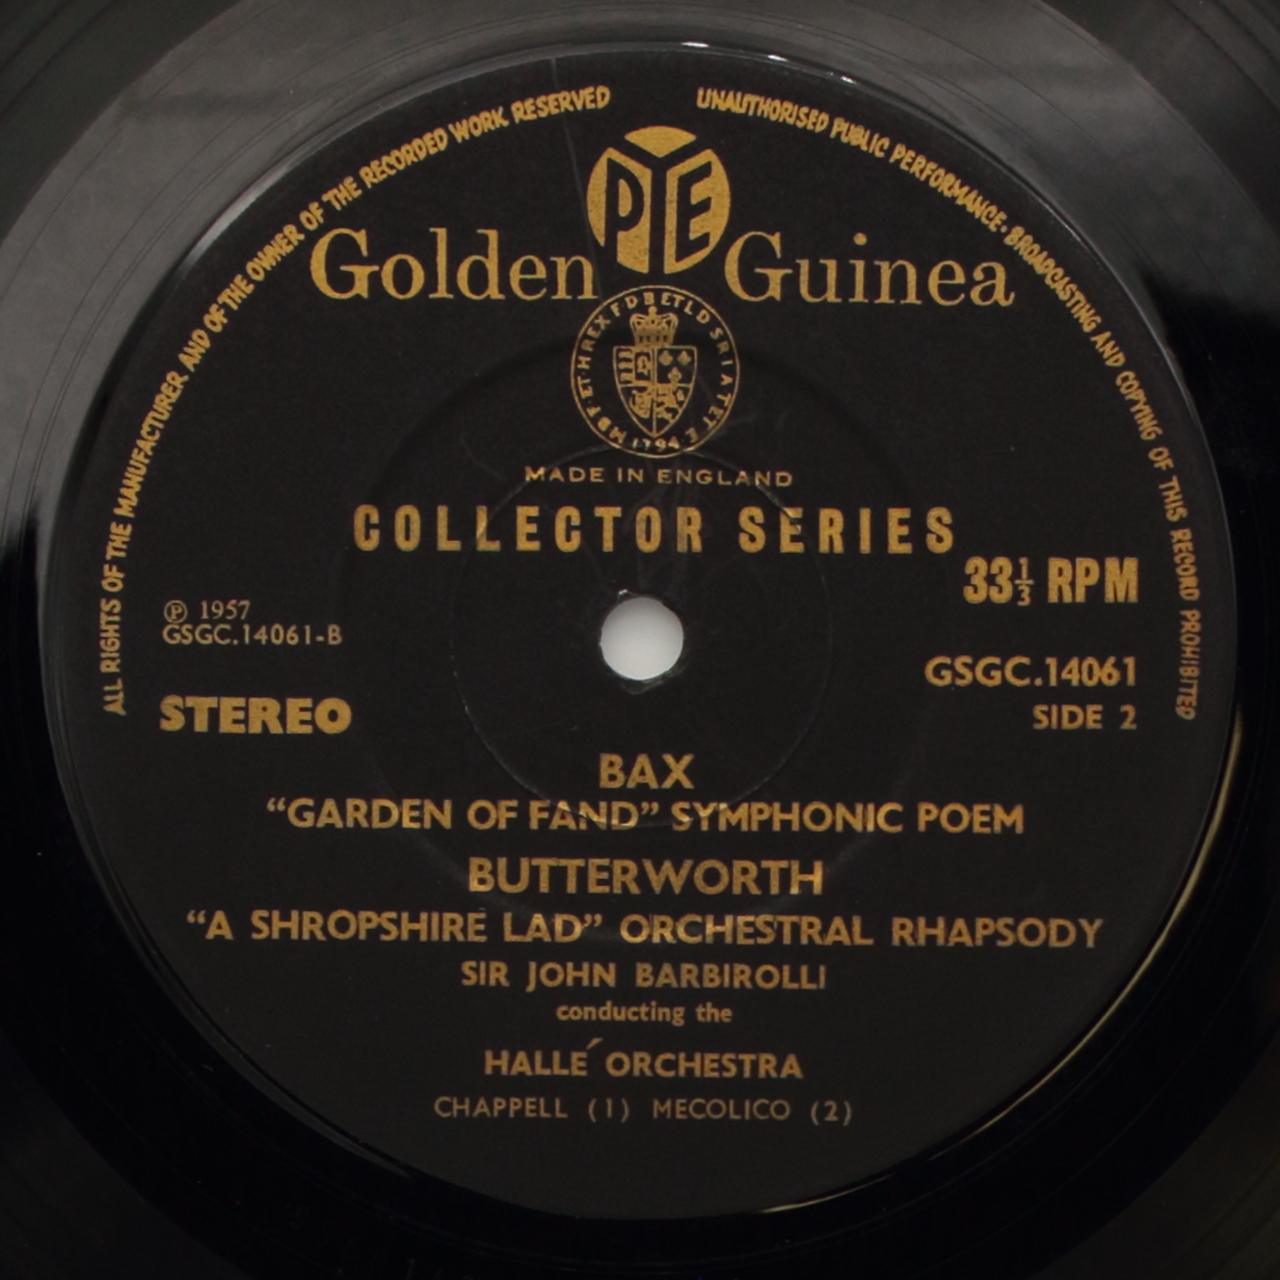 ALL RIGHTS OF THE MANUFACTURER AND OF THE OWNER OF THE RECORDED WORK RESERVED
UNAUTHORISED PUBLIC PERFORMANCE · BROADCASTING AND COPYING OF THIS RECORD PROHIBITED
PYE
Golden Guinea
1794
MADE IN ENGLAND
COLLECTOR SERIES
33⅓ RPM
℗ 1957
GSGC.14061-B
GSGC.14061
STEREO
SIDE 2
BAX
“GARDEN OF FAND” SYMPHONIC POEM
BUTTERWORTH
“A SHROPSHIRE LAD” ORCHESTRAL RHAPSODY
SIR JOHN BARBIROLLI
conducting the
HALLÉ ORCHESTRA
CHAPPELL (1) MECOLICO (2)